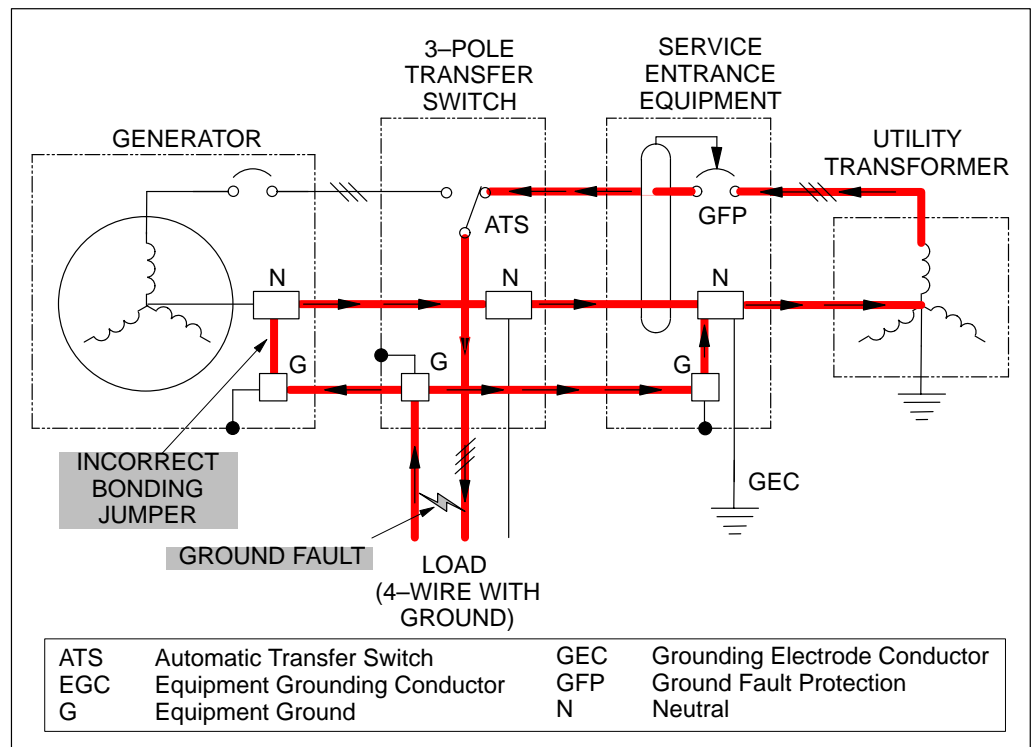 3–POLE
TRANSFER
SWITCH
SERVICE
ENTRANCE
EQUIPMENT
GENERATOR
UTILITY
TRANSFORMER
ATS
GFP
N
N
N
G
G
G
INCORRECT
BONDING
JUMPER
GEC
GROUND FAULT
LOAD
(4–WIRE WITH
GROUND)
ATS Automatic Transfer Switch
EGC Equipment Grounding Conductor
G Equipment Ground
GEC Grounding Electrode Conductor
GFP Ground Fault Protection
N Neutral